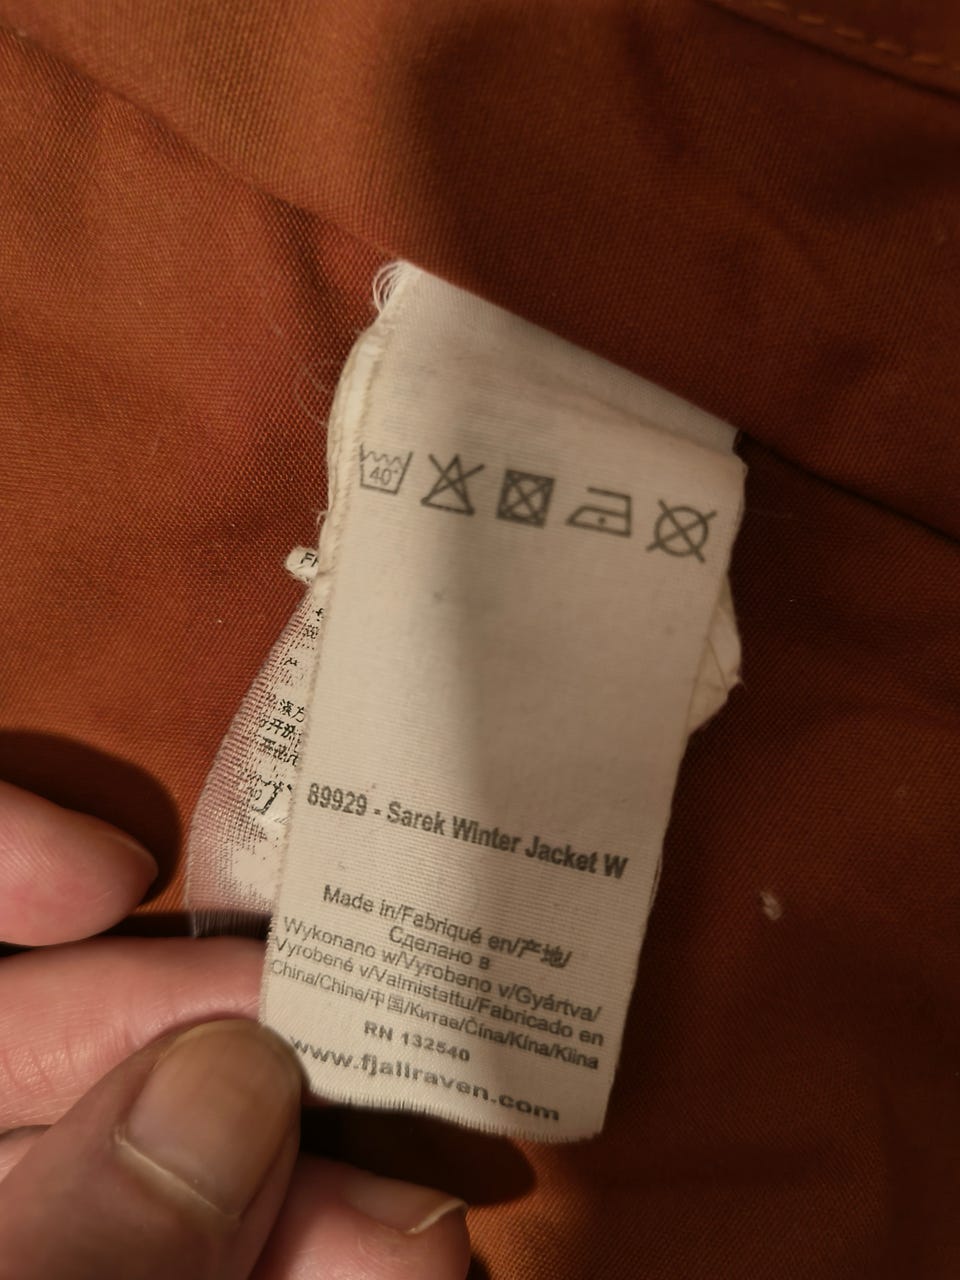 40°
89929 - Sarek Winter Jacket W
Made in/Fabriqué en/产地/
Сделано в
Wykonano w/Vyrobeno v/Gyártva/
Vyrobené v/Valmistettu/Fabricado en
China/China/中国/Китае/Čína/Kína/Kiina
RN 132540
www.fjallraven.com